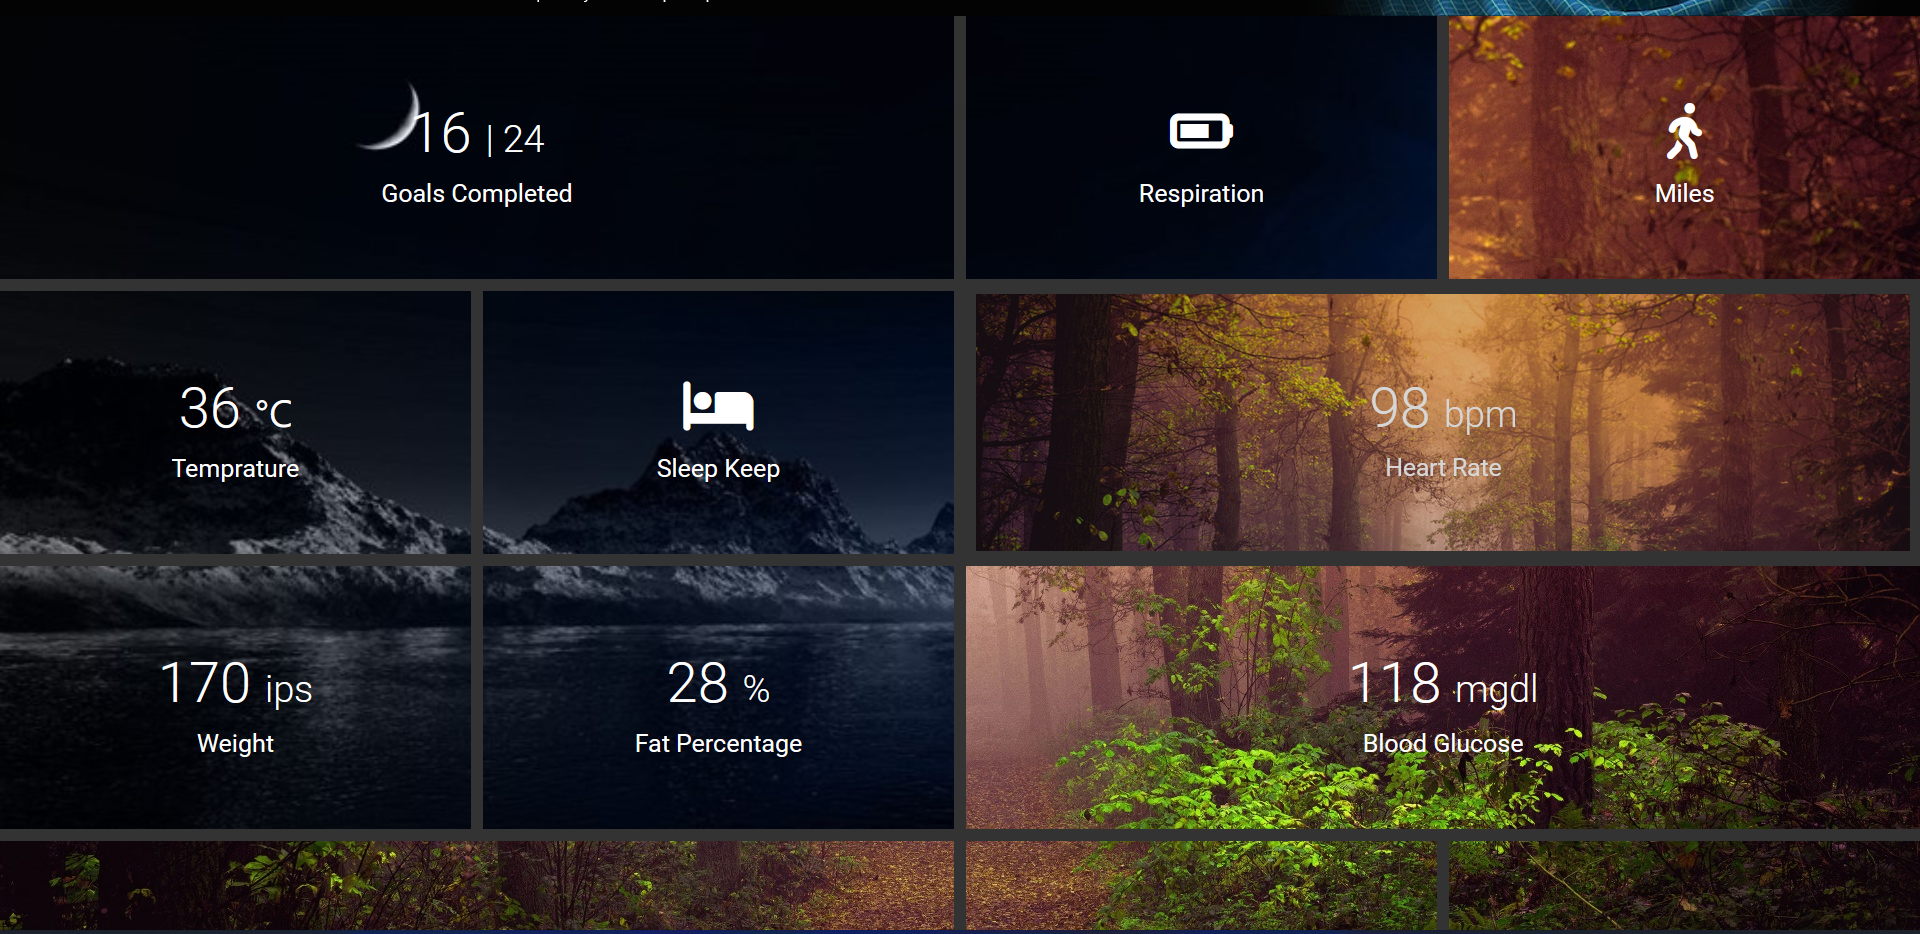 16 | 24
Goals Completed
Respiration
Miles
36 °C
Temprature
Sleep Keep
98 bpm
Heart Rate
170 ips
Weight
28 %
Fat Percentage
118 mgdl
Blood Glucose